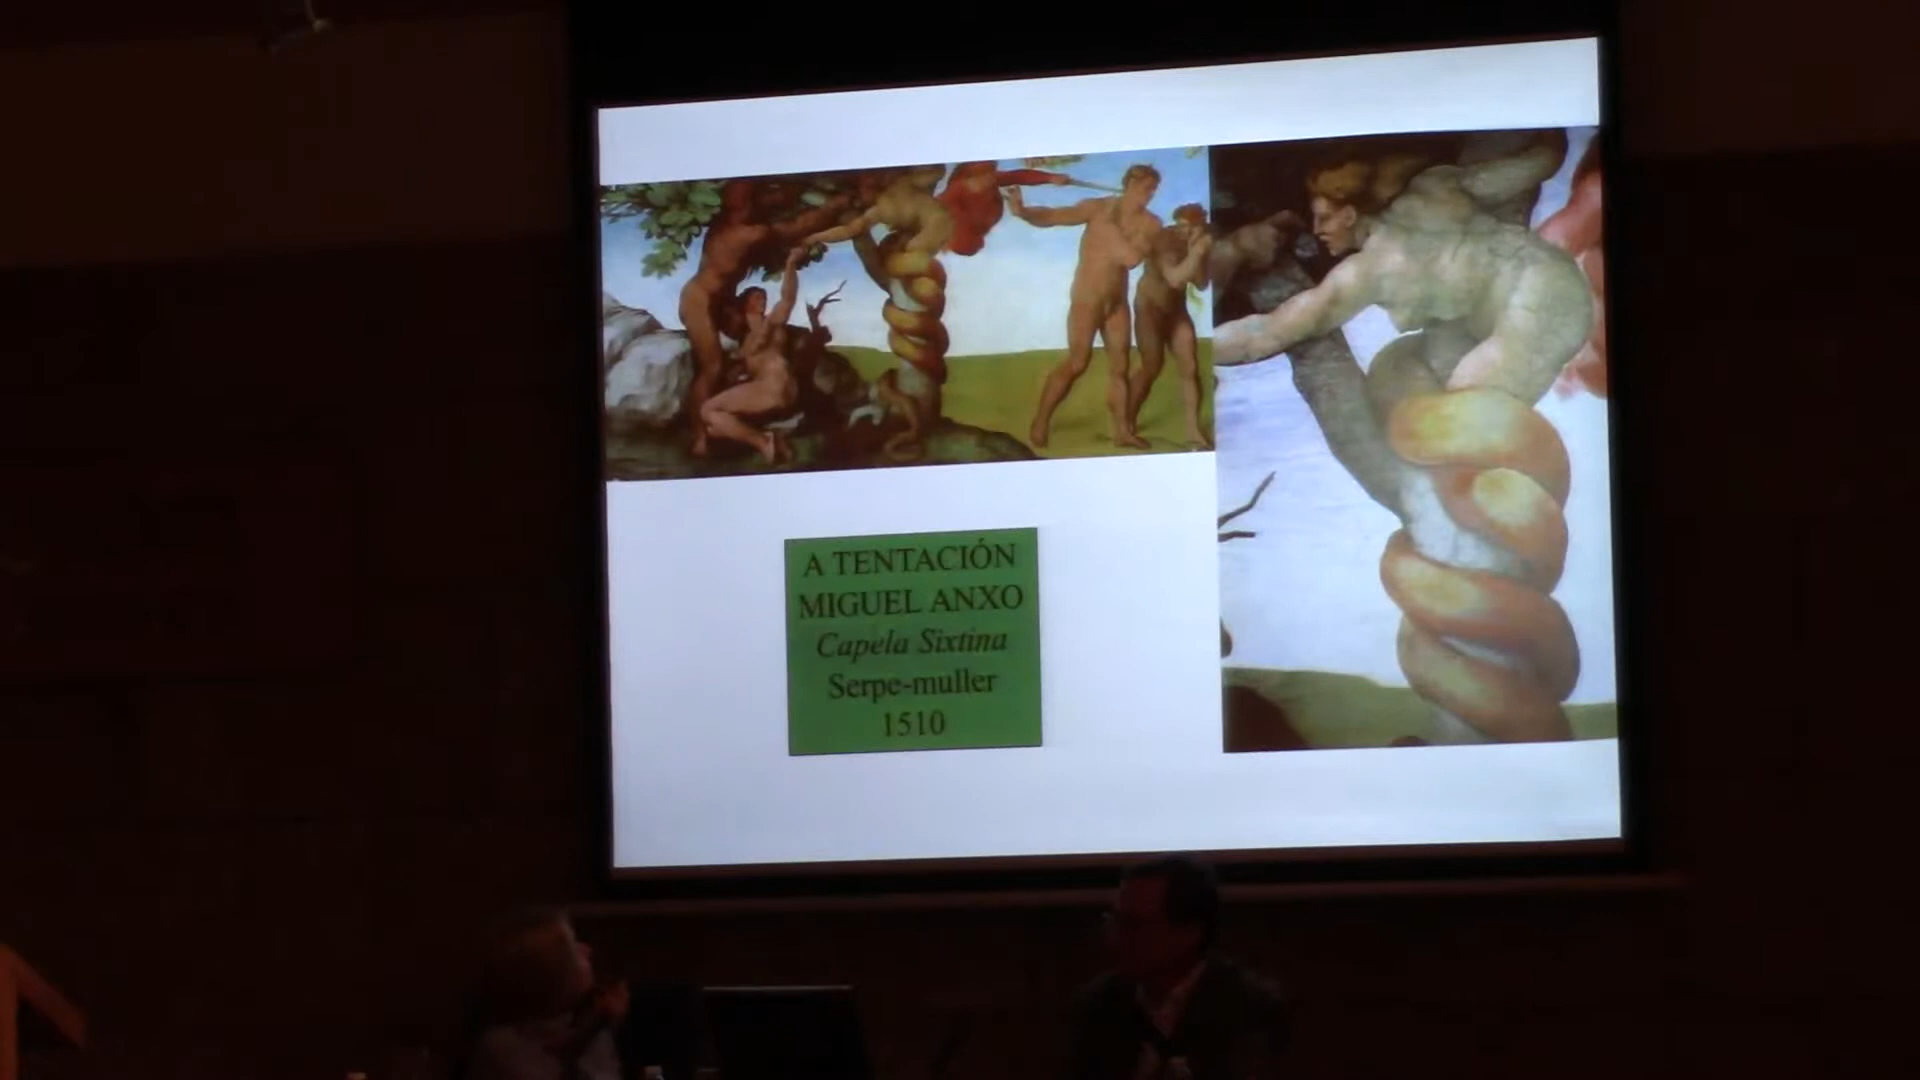 A TENTACIÓN
MIGUEL ANXO
Capela Sixtina
Serpe-muller
1510